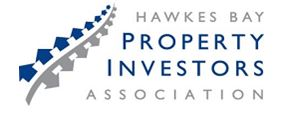 HAWKES BAY
PROPERTY
INVESTORS
ASSOCIATION